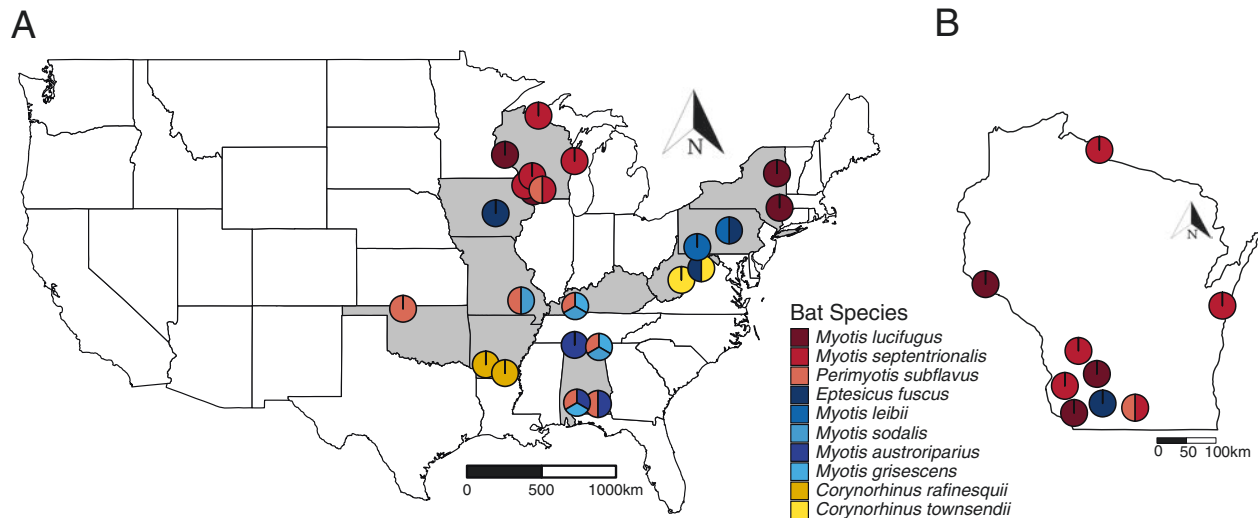 A
B
N
N
Bat Species
Myotis lucifugus
Myotis septentrionalis
Perimyotis subflavus
Eptesicus fuscus
Myotis leibii
Myotis sodalis
Myotis austroriparius
Myotis grisescens
Corynorhinus rafinesquii
Corynorhinus townsendii
0 500 1000km
0 50 100km